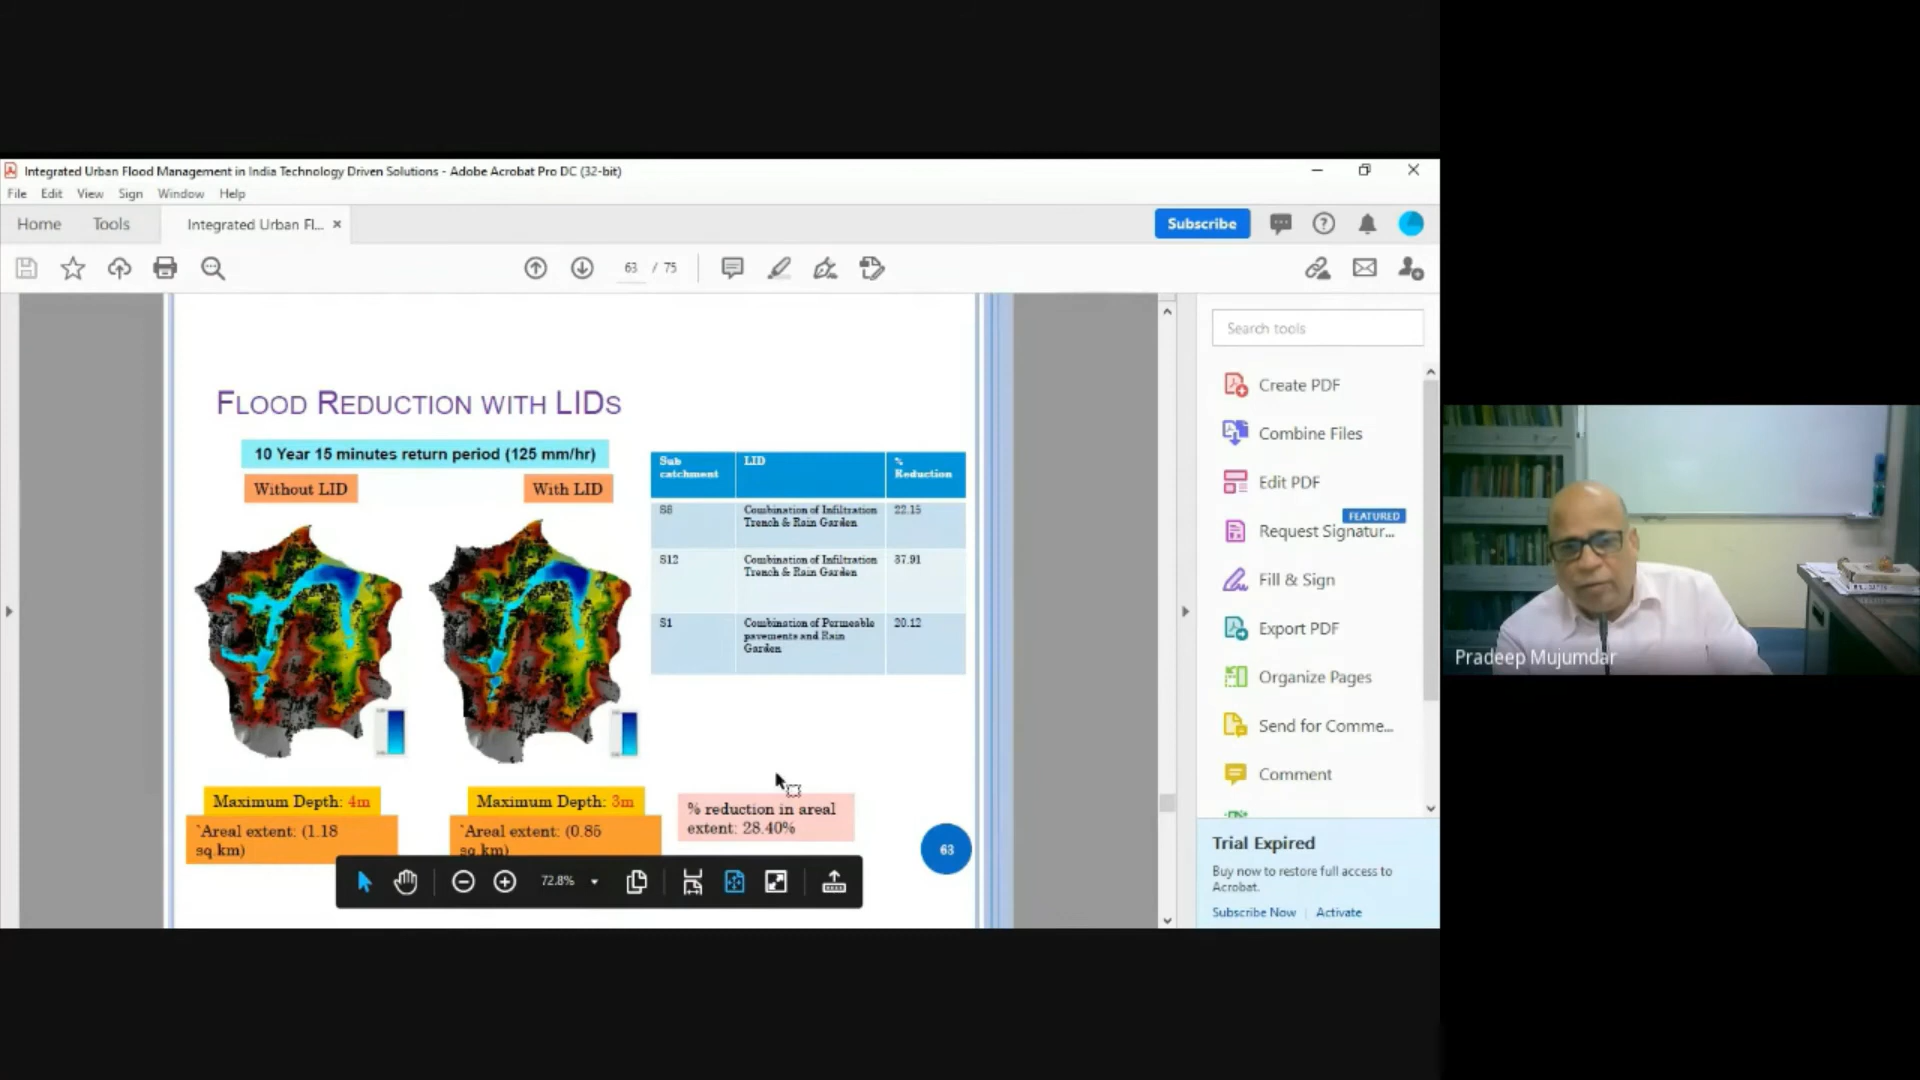 Integrated Urban Flood Management in India Technology Driven Solutions - Adobe Acrobat Pro DC (32-bit)
File Edit View Sign Window Help
Home Tools Integrated Urban Fl... ×
Subscribe
63 / 75
FLOOD REDUCTION WITH LIDS
10 Year 15 minutes return period (125 mm/hr)
Without LID
With LID
Maximum Depth: 4m
Maximum Depth: 3m
`Areal extent: (1.18
sq.km)
`Areal extent: (0.85
sq.km)
Sub
catchment
LID
%
Reduction
S8
Combination of Infiltration
Trench & Rain Garden
22.15
S12
Combination of Infiltration
Trench & Rain Garden
37.91
S1
Combination of Permeable
pavements and Rain
Garden
20.12
% reduction in areal
extent: 28.40%
63
72.8%
Search tools
Create PDF
Combine Files
Edit PDF
FEATURED
Request Signatur...
Fill & Sign
Export PDF
Organize Pages
Send for Comme...
Comment
Trial Expired
Buy now to restore full access to
Acrobat.
Subscribe Now | Activate
Pradeep Mujumdar